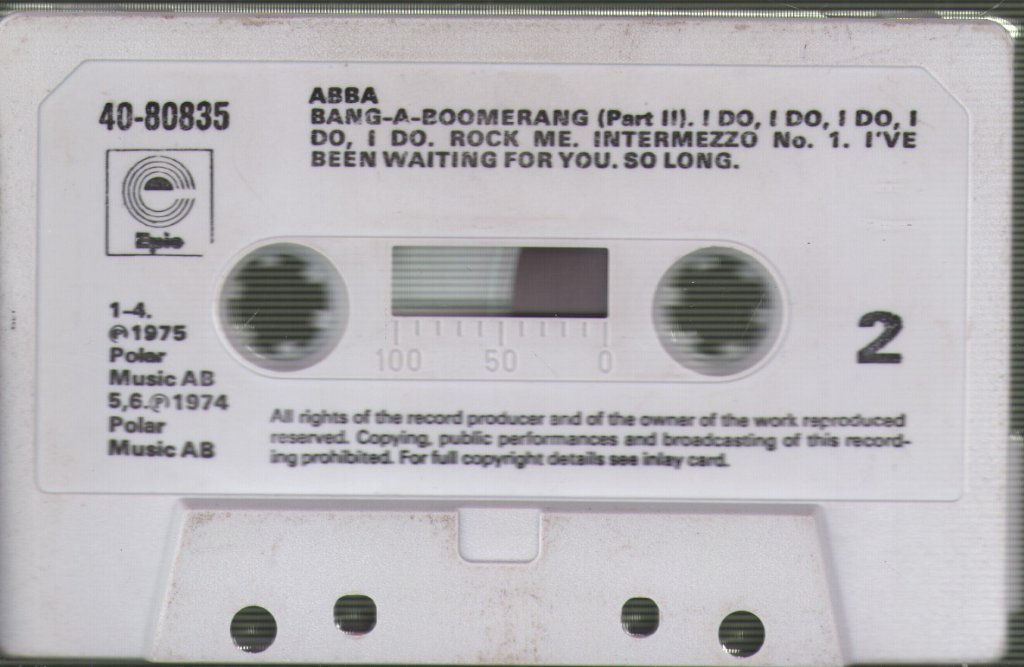 40-80835
ABBA
BANG-A-BOOMERANG (Part II). I DO, I DO, I DO, I
DO, I DO. ROCK ME. INTERMEZZO No. 1. I'VE
BEEN WAITING FOR YOU. SO LONG.
Epic
1-4.
℗1975
Polar
Music AB
5,6.℗1974
Polar
Music AB
100 50 0
2
All rights of the record producer and of the owner of the work reproduced
reserved. Copying, public performances and broadcasting of this record-
ing prohibited. For full copyright details see inlay card.